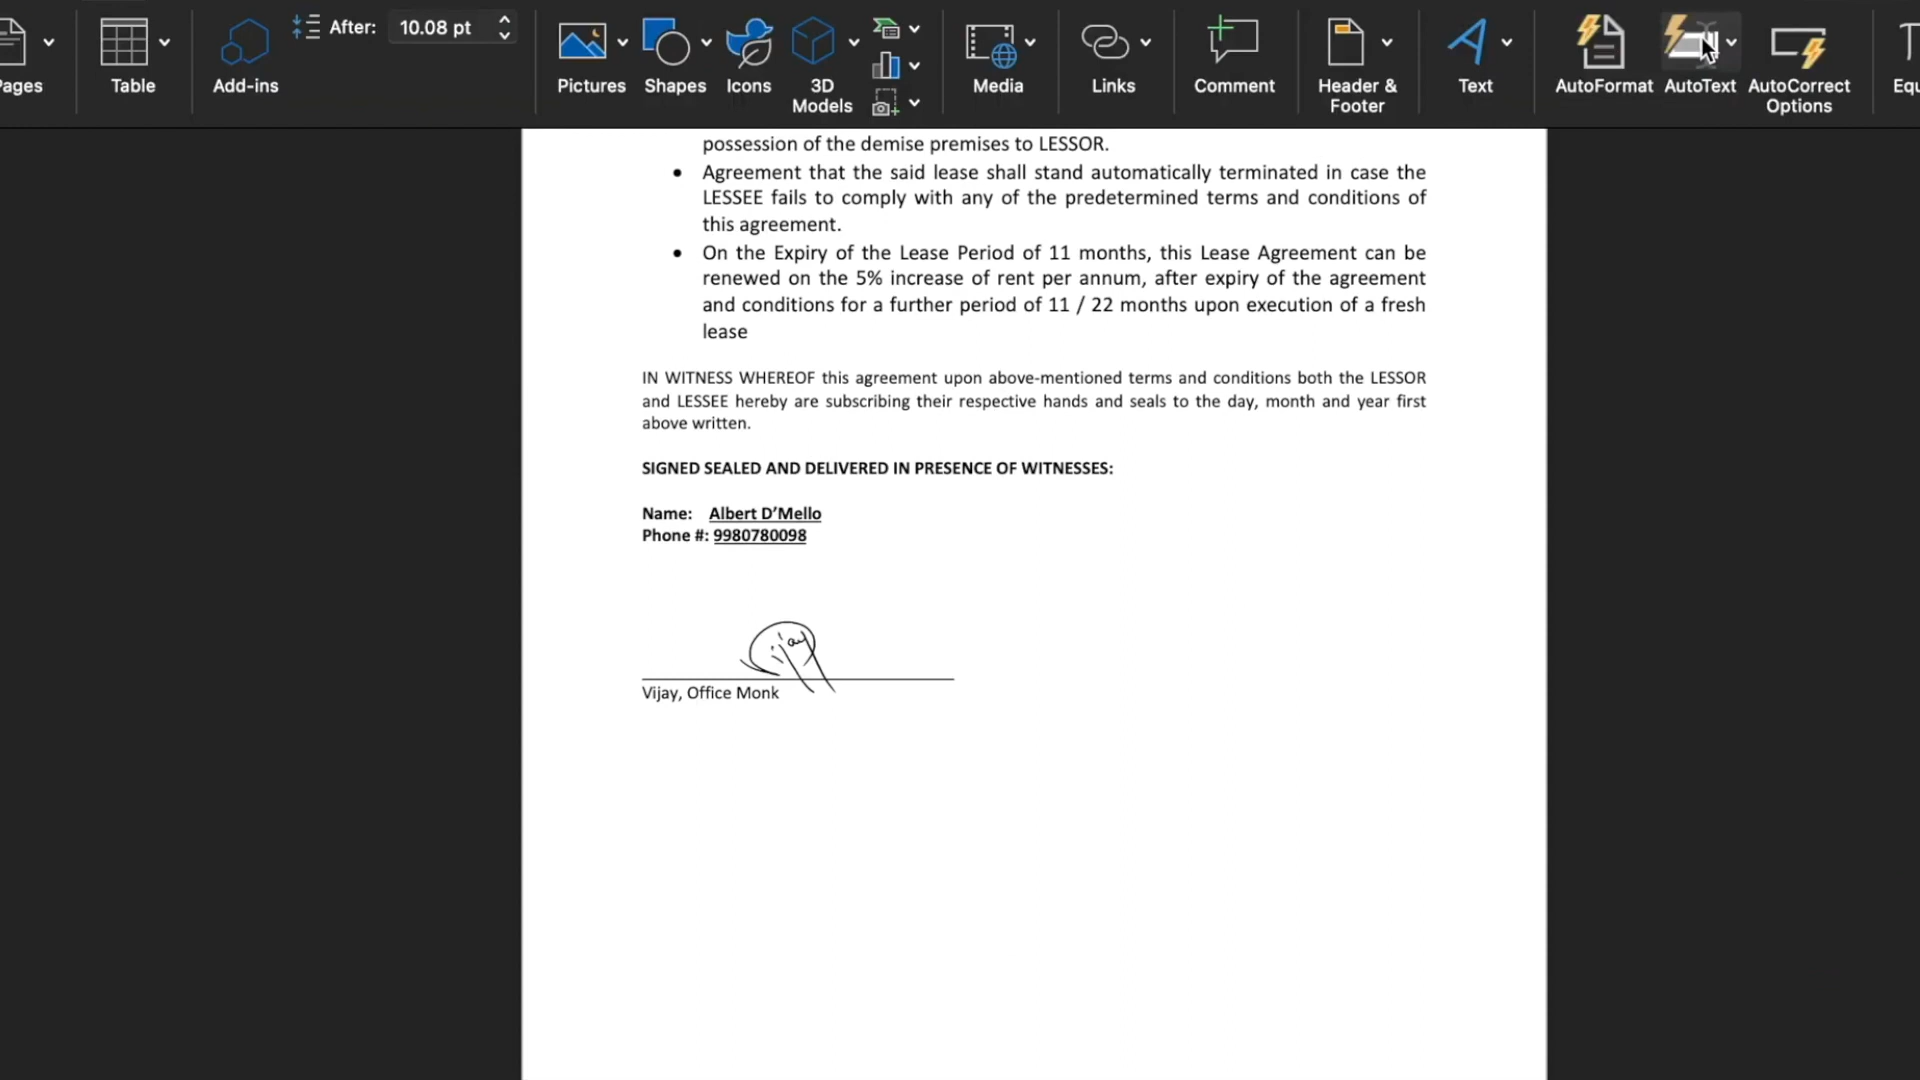 Pages
Table
Add-ins
After: 10.08 pt
Pictures
Shapes
Icons
3D
Models
Media
Links
Comment
Header &
Footer
Text
AutoFormat
AutoText
AutoCorrect
Options
Equ
possession of the demise premises to LESSOR.
• Agreement that the said lease shall stand automatically terminated in case the
LESSEE fails to comply with any of the predetermined terms and conditions of
this agreement.
• On the Expiry of the Lease Period of 11 months, this Lease Agreement can be
renewed on the 5% increase of rent per annum, after expiry of the agreement
and conditions for a further period of 11 / 22 months upon execution of a fresh
lease
IN WITNESS WHEREOF this agreement upon above-mentioned terms and conditions both the LESSOR
and LESSEE hereby are subscribing their respective hands and seals to the day, month and year first
above written.
SIGNED SEALED AND DELIVERED IN PRESENCE OF WITNESSES:
Name: Albert D’Mello
Phone #: 9980780098
Vijay
Vijay, Office Monk